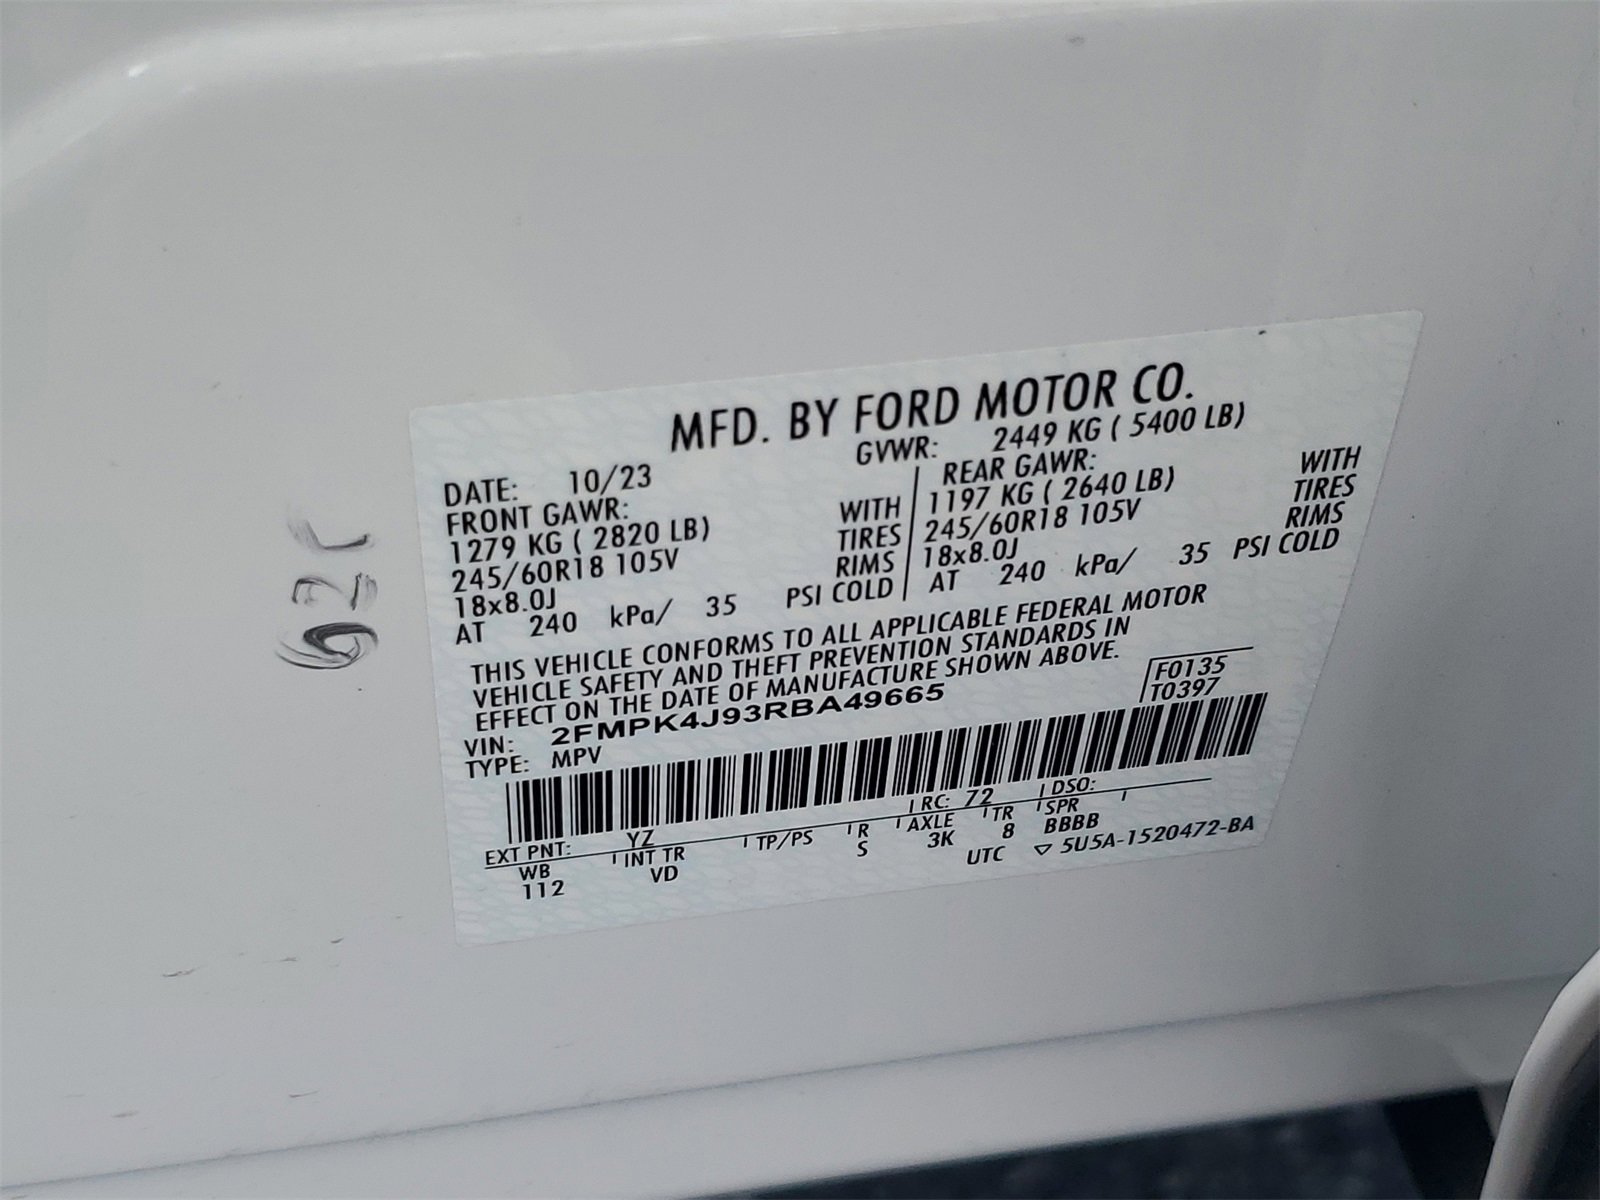 MFD. BY FORD MOTOR CO.
DATE: 10/23 GVWR: 2449 KG ( 5400 LB)
FRONT GAWR: REAR GAWR:
1279 KG ( 2820 LB) WITH 1197 KG ( 2640 LB) WITH
245/60R18 105V TIRES 245/60R18 105V TIRES
18x8.0J RIMS 18x8.0J RIMS
AT 240 kPa/ 35 PSI COLD AT 240 kPa/ 35 PSI COLD
THIS VEHICLE CONFORMS TO ALL APPLICABLE FEDERAL MOTOR
VEHICLE SAFETY AND THEFT PREVENTION STANDARDS IN
EFFECT ON THE DATE OF MANUFACTURE SHOWN ABOVE.
F0135
VIN: 2FMPK4J93RBA49665 T0397
TYPE: MPV
EXT PNT: YZ RC: 72 DSO:
WB INT TR TP/PS R AXLE TR SPR
112 VD S 3K 8 BBBB
UTC ▽ 5U5A-1520472-BA